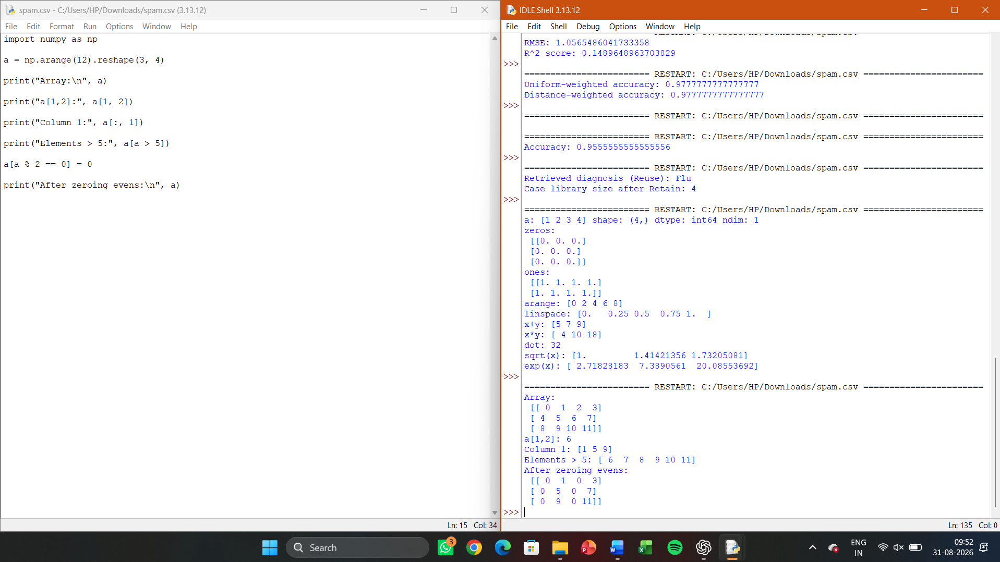 spam.csv - C:/Users/HP/Downloads/spam.csv (3.13.12)
File Edit Format Run Options Window Help
import numpy as np
a = np.arange(12).reshape(3, 4)
print("Array:\n", a)
print("a[1,2]:", a[1, 2])
print("Column 1:", a[:, 1])
print("Elements > 5:", a[a > 5])
a[a % 2 == 0] = 0
print("After zeroing evens:\n", a)
Ln: 15 Col: 34
IDLE Shell 3.13.12
File Edit Shell Debug Options Window Help
RMSE: 1.0565486041733358
R^2 score: 0.1489648963703829
>>>
======================== RESTART: C:/Users/HP/Downloads/spam.csv =======================
Uniform-weighted accuracy: 0.9777777777777777
Distance-weighted accuracy: 0.9777777777777777
>>>
======================== RESTART: C:/Users/HP/Downloads/spam.csv =======================
======================== RESTART: C:/Users/HP/Downloads/spam.csv =======================
Accuracy: 0.9555555555555556
>>>
======================== RESTART: C:/Users/HP/Downloads/spam.csv =======================
Retrieved diagnosis (Reuse): Flu
Case library size after Retain: 4
>>>
======================== RESTART: C:/Users/HP/Downloads/spam.csv =======================
a: [1 2 3 4] shape: (4,) dtype: int64 ndim: 1
zeros:
[[0. 0. 0.]
[0. 0. 0.]
[0. 0. 0.]]
ones:
[[1. 1. 1. 1.]
[1. 1. 1. 1.]]
arange: [0 2 4 6 8]
linspace: [0.   0.25 0.5  0.75 1.  ]
x+y: [5 7 9]
x*y: [ 4 10 18]
dot: 32
sqrt(x): [1.         1.41421356 1.73205081]
exp(x): [ 2.71828183  7.3890561  20.08553692]
>>>
======================== RESTART: C:/Users/HP/Downloads/spam.csv =======================
Array:
[[ 0  1  2  3]
[ 4  5  6  7]
[ 8  9 10 11]]
a[1,2]: 6
Column 1: [1 5 9]
Elements > 5: [ 6  7  8  9 10 11]
After zeroing evens:
[[ 0  1  0  3]
[ 0  5  0  7]
[ 0  9  0 11]]
>>>
Ln: 135 Col: 0
Search
3
ENG
IN
09:52
31-08-2026